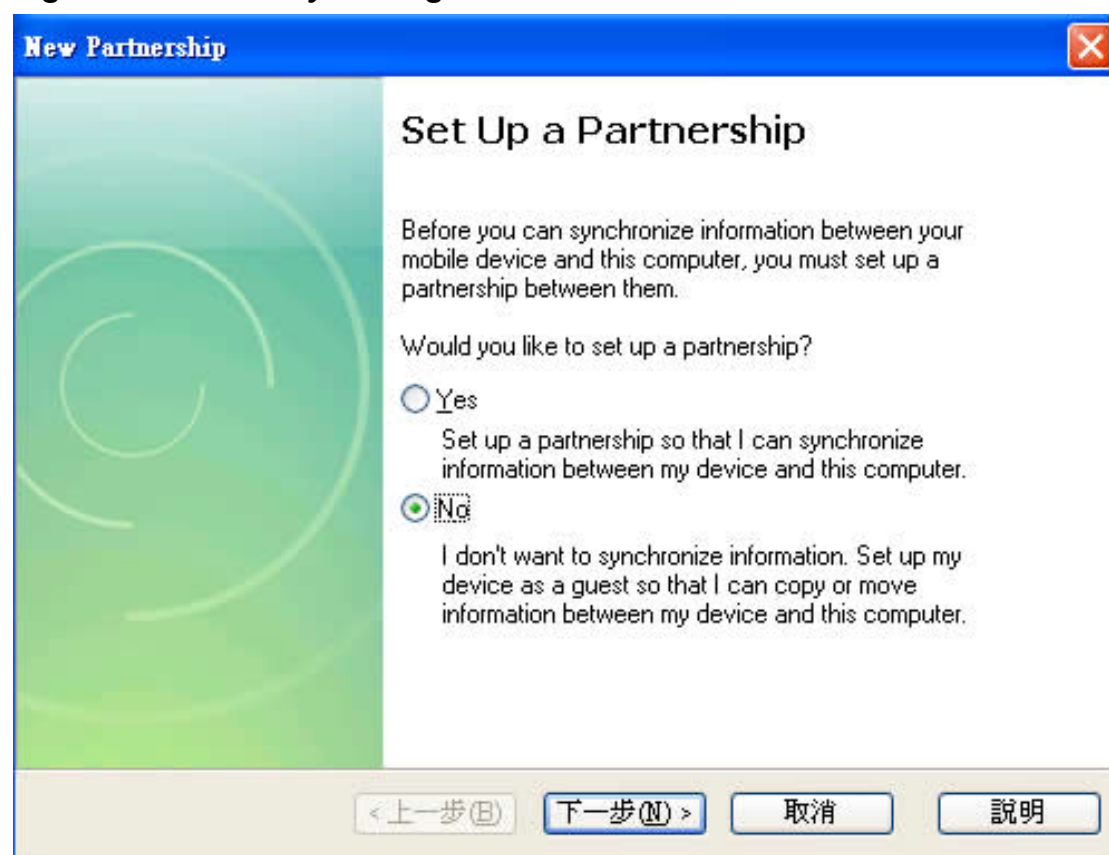 New Partnership
Set Up a Partnership
Before you can synchronize information between your
mobile device and this computer, you must set up a
partnership between them.
Would you like to set up a partnership?
Yes
Set up a partnership so that I can synchronize
information between my device and this computer.
No
I don't want to synchronize information. Set up my
device as a guest so that I can copy or move
information between my device and this computer.
<上一步(B) 下一步(N) > 取消 説明